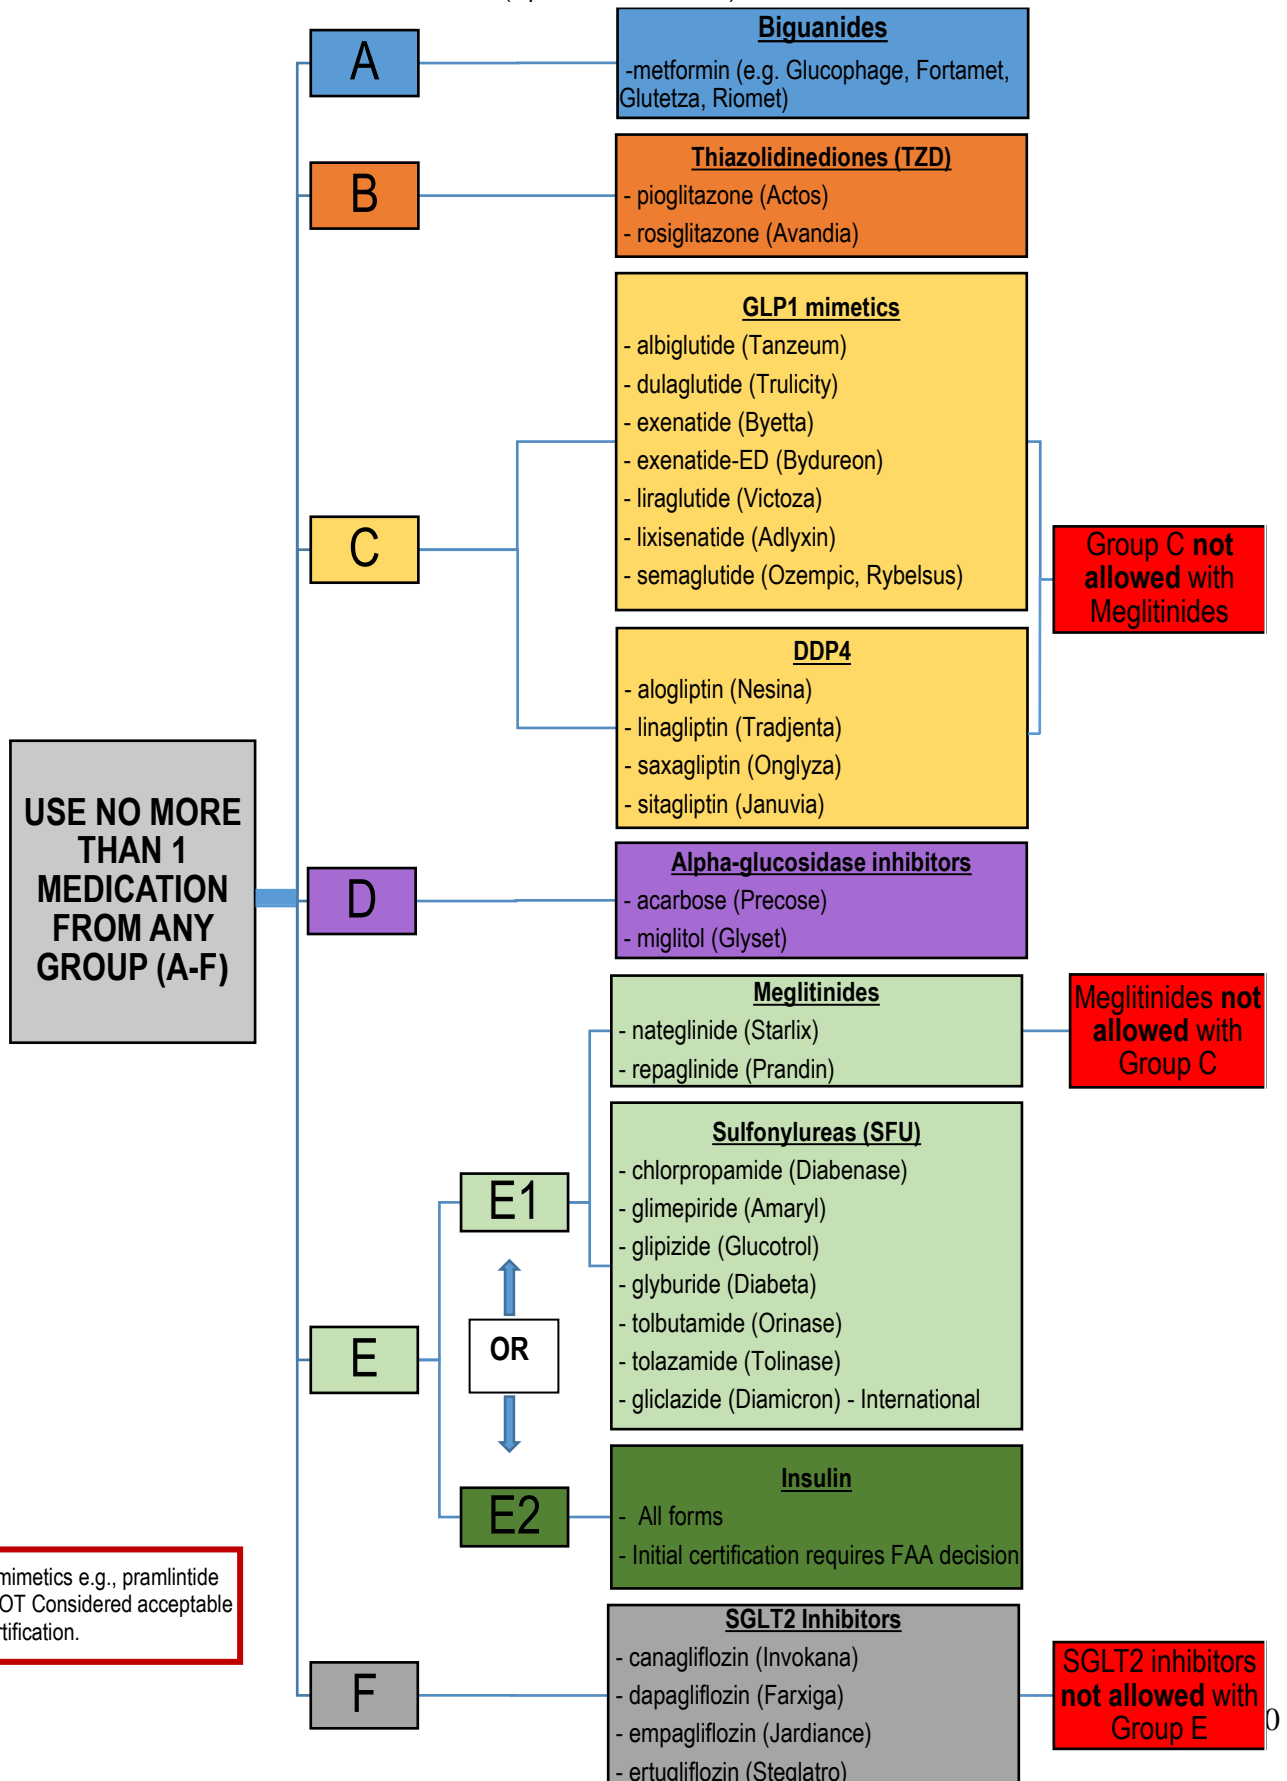 A
Biguanides
-metformin (e.g. Glucophage, Fortamet,
Glutetza, Riomet)
B
Thiazolidinediones (TZD)
- pioglitazone (Actos)
- rosiglitazone (Avandia)
C
GLP1 mimetics
- albiglutide (Tanzeum)
- dulaglutide (Trulicity)
- exenatide (Byetta)
- exenatide-ED (Bydureon)
- liraglutide (Victoza)
- lixisenatide (Adlyxin)
- semaglutide (Ozempic, Rybelsus)
Group C not
allowed with
Meglitinides
DDP4
- alogliptin (Nesina)
- linagliptin (Tradjenta)
- saxagliptin (Onglyza)
- sitagliptin (Januvia)
USE NO MORE
THAN 1
MEDICATION
FROM ANY
GROUP (A-F)
D
Alpha-glucosidase inhibitors
- acarbose (Precose)
- miglitol (Glyset)
Meglitinides
- nateglinide (Starlix)
- repaglinide (Prandin)
Meglitinides not
allowed with
Group C
E
E1
Sulfonylureas (SFU)
- chlorpropamide (Diabenase)
- glimepiride (Amaryl)
- glipizide (Glucotrol)
- glyburide (Diabeta)
- tolbutamide (Orinase)
- tolazamide (Tolinase)
- gliclazide (Diamicron) - International
OR
E2
Insulin
- All forms
- Initial certification requires FAA decision
mimetics e.g., pramlintide
OT Considered acceptable
rtification.
F
SGLT2 Inhibitors
- canagliflozin (Invokana)
- dapagliflozin (Farxiga)
- empagliflozin (Jardiance)
- ertugliflozin (Steglatro)
SGLT2 inhibitors
not allowed with
Group E
0